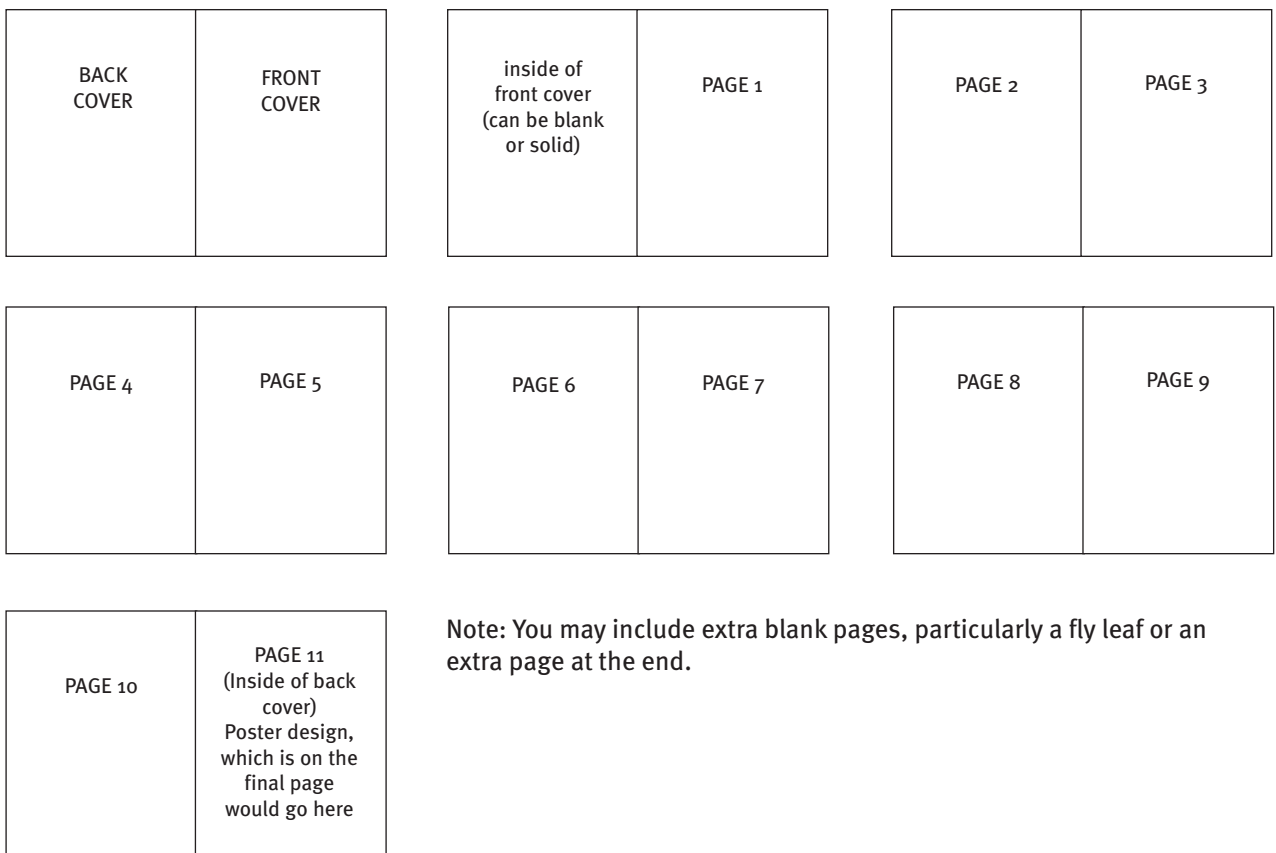 BACK
COVER
FRONT
COVER
inside of
front cover
(can be blank
or solid)
PAGE 1
PAGE 2
PAGE 3
PAGE 4
PAGE 5
PAGE 6
PAGE 7
PAGE 8
PAGE 9
PAGE 10
PAGE 11
(Inside of back
cover)
Poster design,
which is on the
final page
would go here
Note: You may include extra blank pages, particularly a fly leaf or an
extra page at the end.